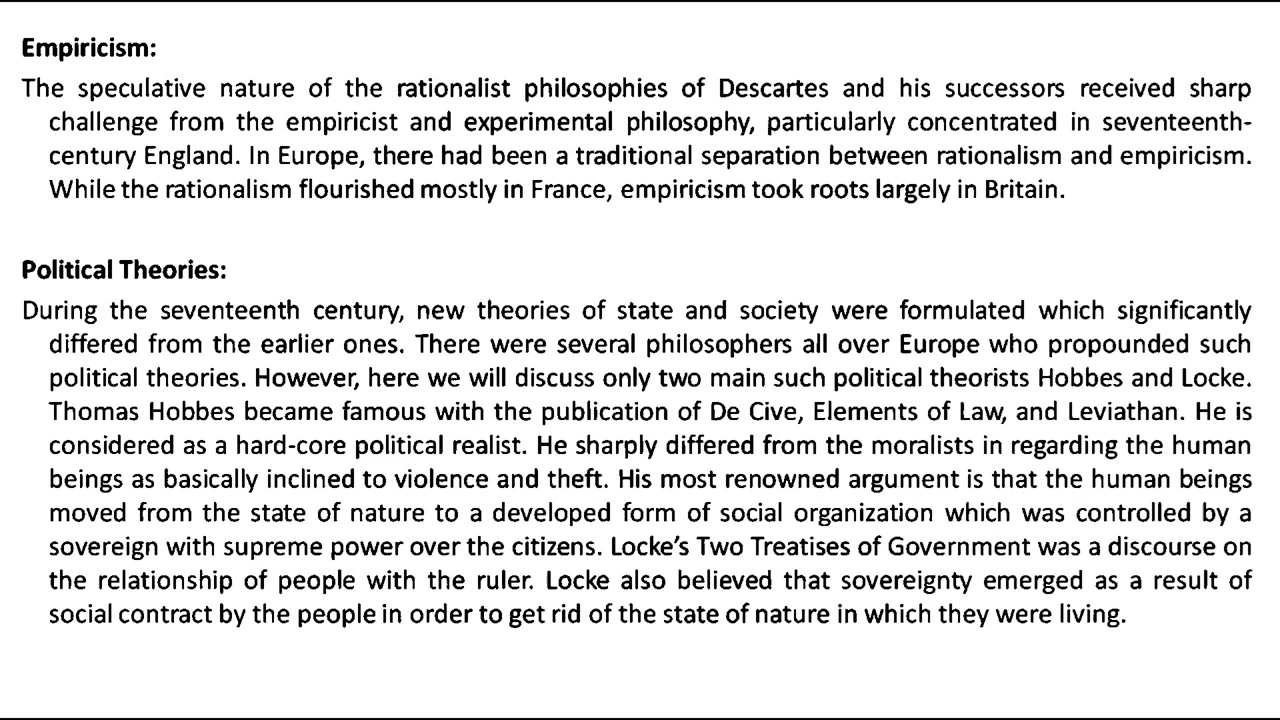 Empiricism:
The speculative nature of the rationalist philosophies of Descartes and his successors received sharp
challenge from the empiricist and experimental philosophy, particularly concentrated in seventeenth-
century England. In Europe, there had been a traditional separation between rationalism and empiricism.
While the rationalism flourished mostly in France, empiricism took roots largely in Britain.
Political Theories:
During the seventeenth century, new theories of state and society were formulated which significantly
differed from the earlier ones. There were several philosophers all over Europe who propounded such
political theories. However, here we will discuss only two main such political theorists Hobbes and Locke.
Thomas Hobbes became famous with the publication of De Cive, Elements of Law, and Leviathan. He is
considered as a hard-core political realist. He sharply differed from the moralists in regarding the human
beings as basically inclined to violence and theft. His most renowned argument is that the human beings
moved from the state of nature to a developed form of social organization which was controlled by a
sovereign with supreme power over the citizens. Locke’s Two Treatises of Government was a discourse on
the relationship of people with the ruler. Locke also believed that sovereignty emerged as a result of
social contract by the people in order to get rid of the state of nature in which they were living.